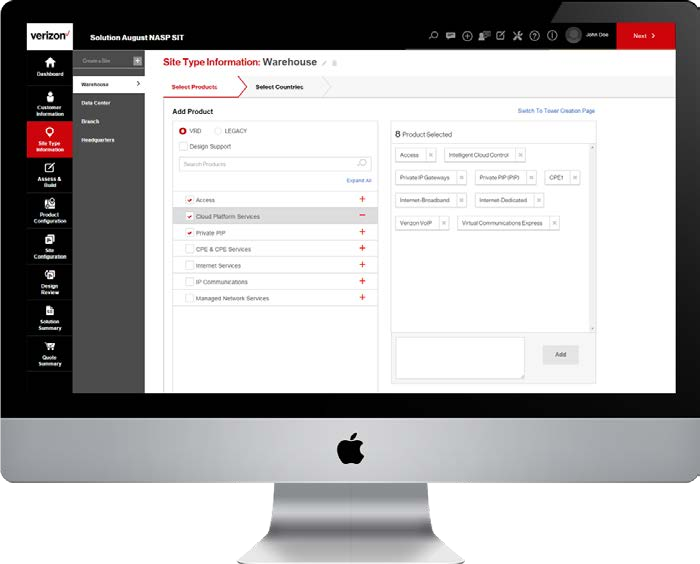 verizon
Solution August NASP SIT
John Doe
Next
Dashboard
Customer
Information
Site Type
Information
Assess &
Build
Product
Configuration
Site
Configuration
Design
Review
Solution
Summary
Quote
Summary
Create a Site
Warehouse
Data Center
Branch
Headquarters
Site Type Information: Warehouse
Select Products
Select Countries
Add Product
Switch To Tower Creation Page
VRD
LEGACY
Design Support
Search Products
Expand All
Access
Cloud Platform Services
Private PIP
CPE & CPE Services
Internet Services
IP Communications
Managed Network Services
8 Product Selected
Access
Intelligent Cloud Control
Private IP Gateways
Private PIP (PIP)
CPE1
Internet-Broadband
Internet-Dedicated
Verizon VoIP
Virtual Communications Express
Add